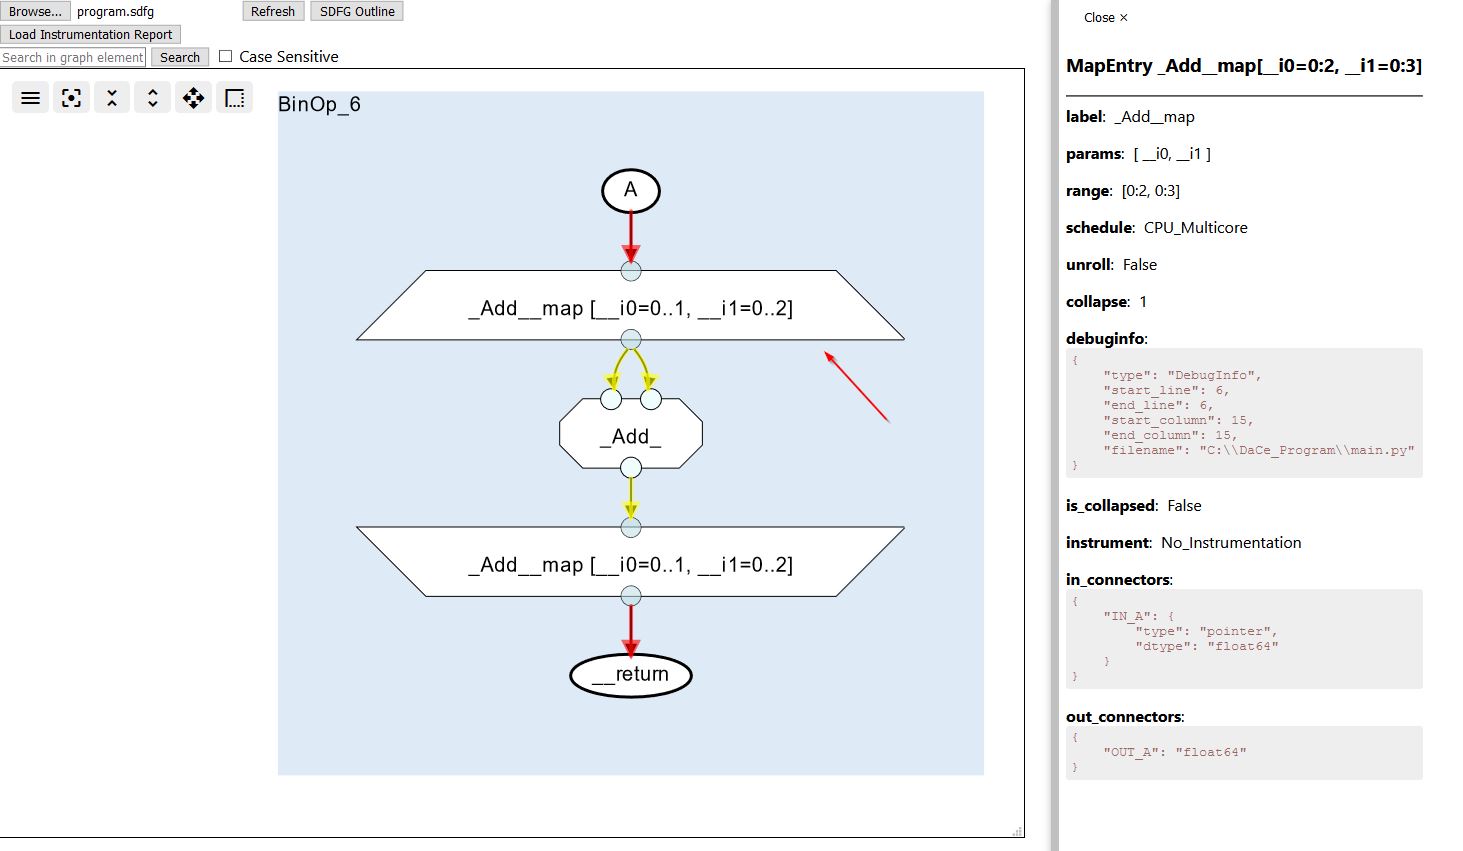 Browse... program.sdfg Refresh SDFG Outline
Load Instrumentation Report
Search in graph element Search Case Sensitive
BinOp_6
A
_Add__map [__i0=0..1, __i1=0..2]
_Add_
_Add__map [__i0=0..1, __i1=0..2]
__return
Close ×
MapEntry _Add__map[__i0=0:2, __i1=0:3]
label: _Add__map
params: [ __i0, __i1 ]
range: [0:2, 0:3]
schedule: CPU_Multicore
unroll: False
collapse: 1
debuginfo:
{
"type": "DebugInfo",
"start_line": 6,
"end_line": 6,
"start_column": 15,
"end_column": 15,
"filename": "C:\\DaCe_Program\\main.py"
}
is_collapsed: False
instrument: No_Instrumentation
in_connectors:
{
"IN_A": {
"type": "pointer",
"dtype": "float64"
}
}
out_connectors:
{
"OUT_A": "float64"
}